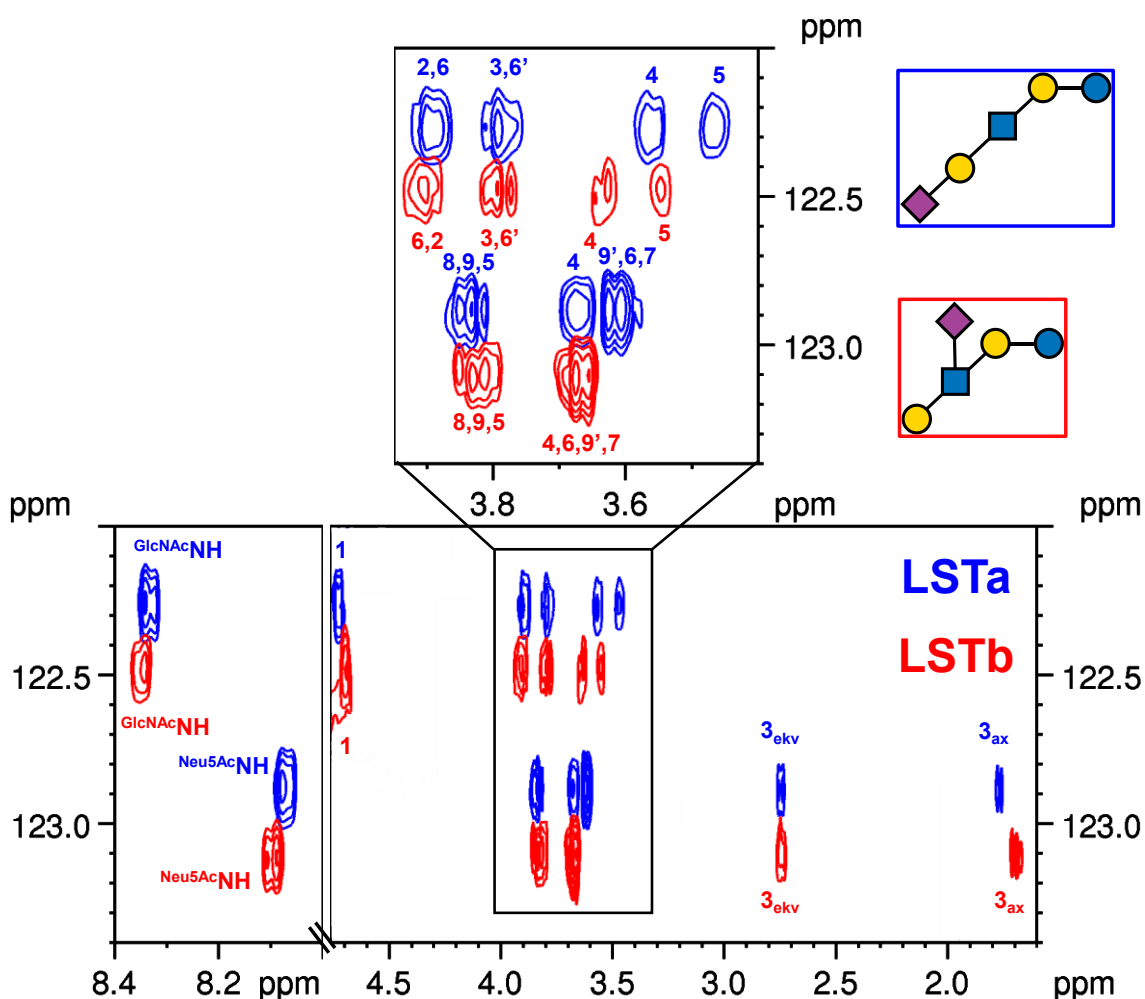 ppm
2,6 3,6’ 4 5
122.5
6,2 3,6’ 4 5
8,9,5 4 9’,6,7
123.0
8,9,5 4,6,9’,7
3.8 3.6
ppm ppm ppm
GlcNAcNH 1
LSTa
LSTb
122.5 122.5
GlcNAcNH 1
Neu5AcNH 3ekv 3ax
123.0 123.0
Neu5AcNH 3ekv 3ax
8.4 8.2 ppm 4.5 4.0 3.5 3.0 2.5 2.0 ppm